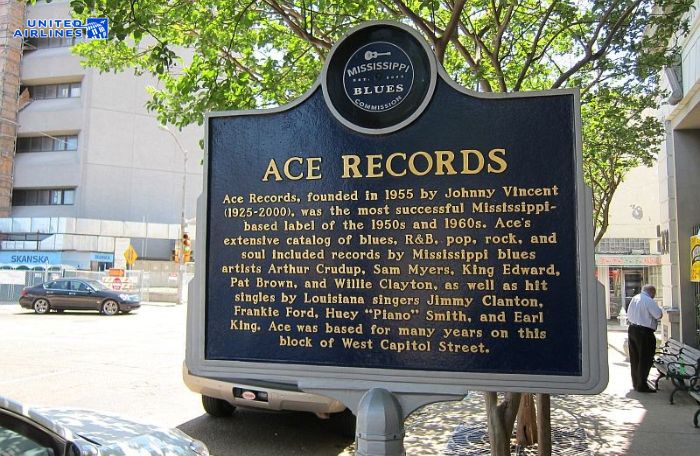 UNITED
AIRLINES
MISSISSIPPI
EST. 2003
BLUES
COMMISSION
ACE RECORDS
Ace Records, founded in 1955 by Johnny Vincent
(1925-2000), was the most successful Mississippi-
based label of the 1950s and 1960s. Ace's
extensive catalog of blues, R&B, pop, rock, and
soul included records by Mississippi blues
artists Arthur Crudup, Sam Myers, King Edward,
Pat Brown, and Willie Clayton, as well as hit
singles by Louisiana singers Jimmy Clanton,
Frankie Ford, Huey "Piano" Smith, and Earl
King. Ace was based for many years on this
block of West Capitol Street.
SKANSKA
SKANSKA